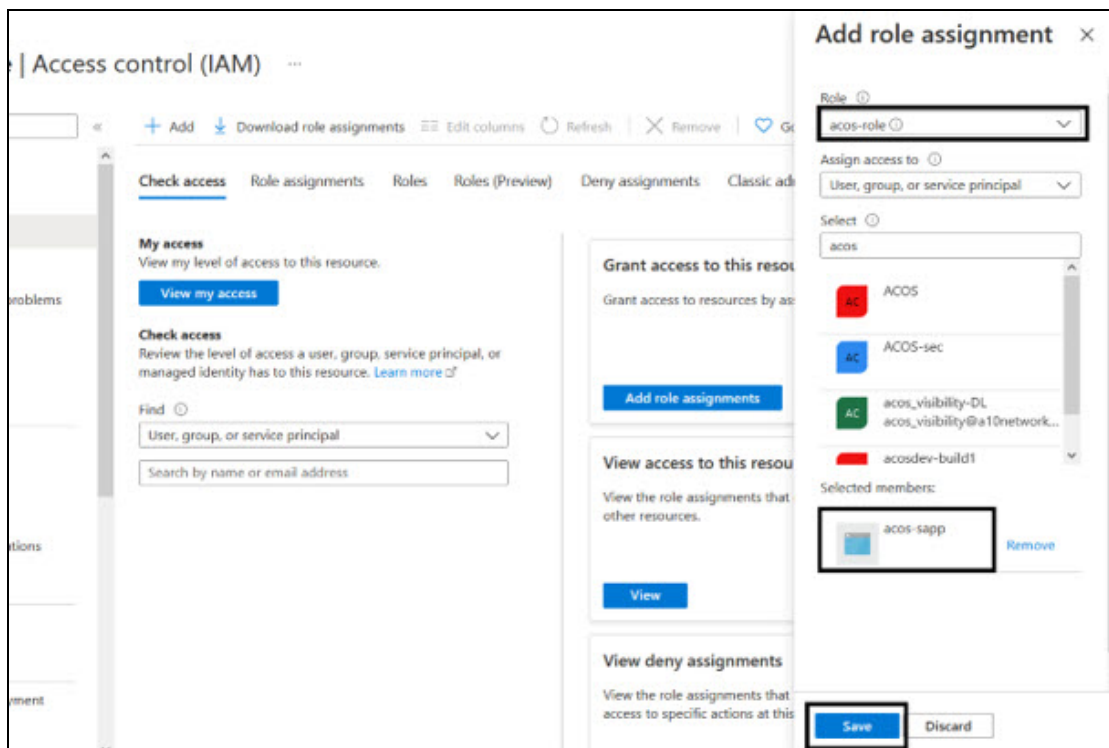 | Access control (IAM) ...
Add Download role assignments Edit columns Refresh Remove
Check access Role assignments Roles Roles (Preview) Deny assignments Classic
My access
View my level of access to this resource.
View my access
Check access
Review the level of access a user, group, service principal, or
managed identity has to this resource. Learn more
Find
User, group, or service principal
Search by name or email address
Grant access to this
Grant access to resources by
Add role assignments
View access to this
View the role assignments that
other resources.
View
View deny assignments
View the role assignments that
access to specific actions at this
Add role assignment
Role
acos-role
Assign access to
User, group, or service principal
Select
acos
AC ACOS
AC ACOS-sec
AC acos_visibility-DL
acos_visibility@a10network...
acosdev-build1
Selected members:
acos-sapp
Remove
Save Discard
problems